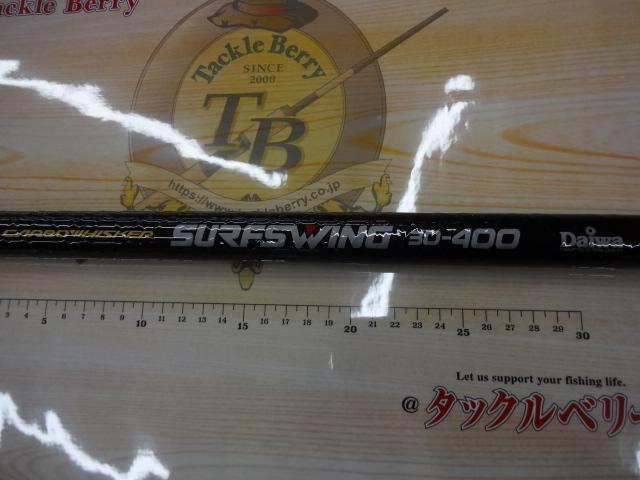 Tackle Berry
Tackle Berry
SINCE
2000
TB
https://www.tackleberry.co.jp
CARBOWHISKER SURFSWING 30-400 Daiwa
3 4 5 6 7 8 9 10 11 12 13 14 15 16 17 18 19 20 21 22 23 24 25 26 27 28 29 30
Let us support your fishing life.
@タックルベリー